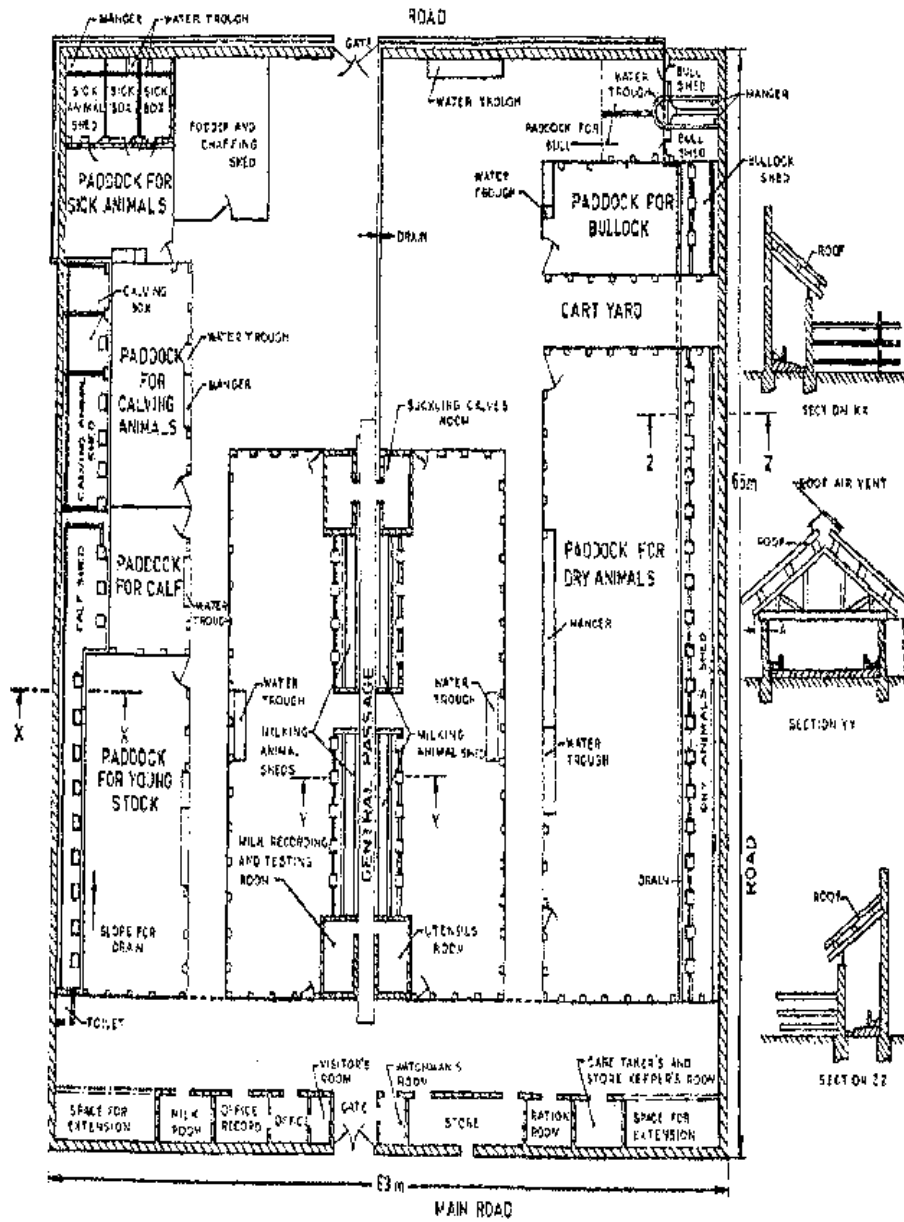 ROAD
MANGER
WATER TROUGH
GATE
SICK
ANIMAL
SHED
SICK
BOX
SICK
BOX
FODDER AND
CHAFFING
SHED
WATER TROUGH
WATER
TROUGH
BULL
SHED
MANGER
PADDOCK FOR
BULL
BULL
SHED
BULLOCK
SHED
PADDOCK FOR
SICK ANIMALS
WATER
TROUGH
PADDOCK FOR
BULLOCK
DRAIN
ROOF
CALVING
BOX
CART YARD
PADDOCK
FOR
CALVING
ANIMALS
WATER TROUGH
MANGER
SECTION XX
SUCKLING CALVES
ROOM
CALVING ANIMAL
SHED
Z
Z
65m
ROOF AIR VENT
ROOF
PADDOCK FOR
DRY ANIMALS
CALF SHED
PADDOCK
FOR CALF
WATER
TROUGH
MANGER
A
X
X
WATER
TROUGH
WATER
TROUGH
CENTRAL PASSAGE
MILKING
ANIMAL
SHEDS
MILKING
ANIMAL SHED
WATER
TROUGH
DRY ANIMALS SHED
SECTION YY
PADDOCK
FOR YOUNG
STOCK
Y
Y
MILK RECORDING
AND TESTING
ROOM
ROAD
DRAIN
ROOF
SLOPE FOR
DRAIN
UTENSILS
ROOM
TOILET
VISITOR'S
ROOM
WATCHMAN'S
ROOM
CARE TAKER'S AND
STORE KEEPER'S ROOM
SECTION ZZ
SPACE FOR
EXTENSION
MILK
ROOM
OFFICE
RECORD
OFFICE
GATE
STORE
RATION
ROOM
SPACE FOR
EXTENSION
69m
MAIN ROAD